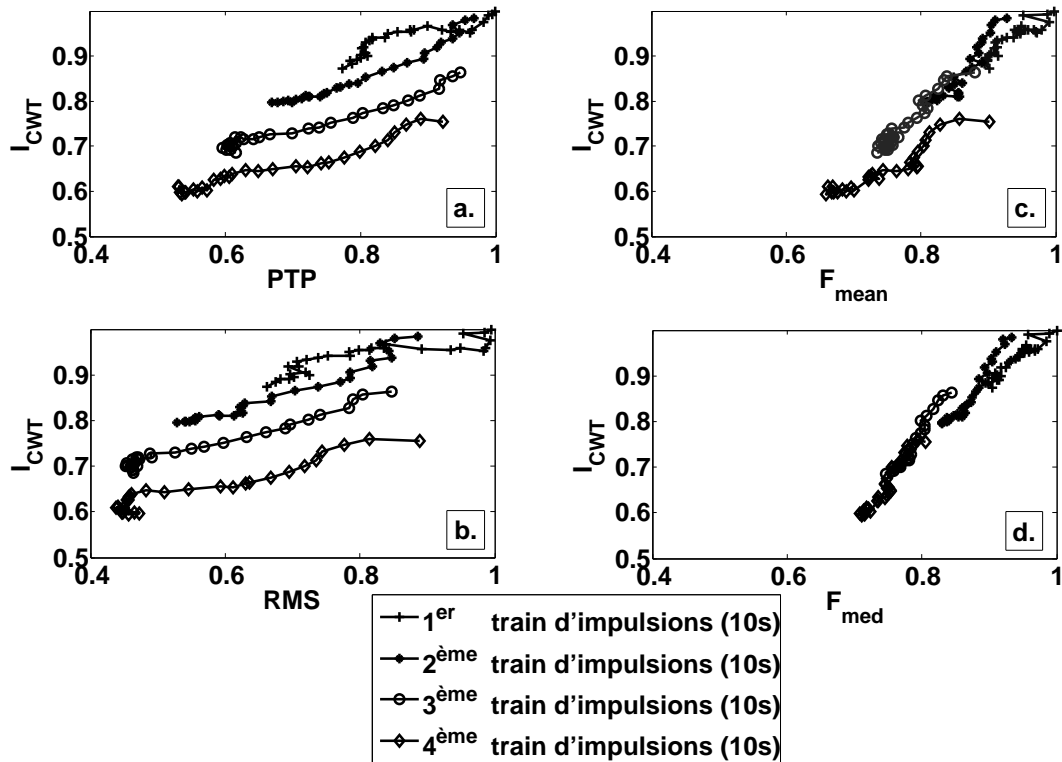 0.9
0.8
0.7
0.6
0.5
I_CWT
0.4 0.6 0.8 1
PTP
a.
0.9
0.8
0.7
0.6
0.5
I_CWT
0.4 0.6 0.8 1
F_mean
c.
0.9
0.8
0.7
0.6
0.5
I_CWT
0.4 0.6 0.8 1
RMS
b.
0.9
0.8
0.7
0.6
0.5
I_CWT
0.4 0.6 0.8 1
F_med
d.
1^er train d'impulsions (10s)
2^ème train d'impulsions (10s)
3^ème train d'impulsions (10s)
4^ème train d'impulsions (10s)